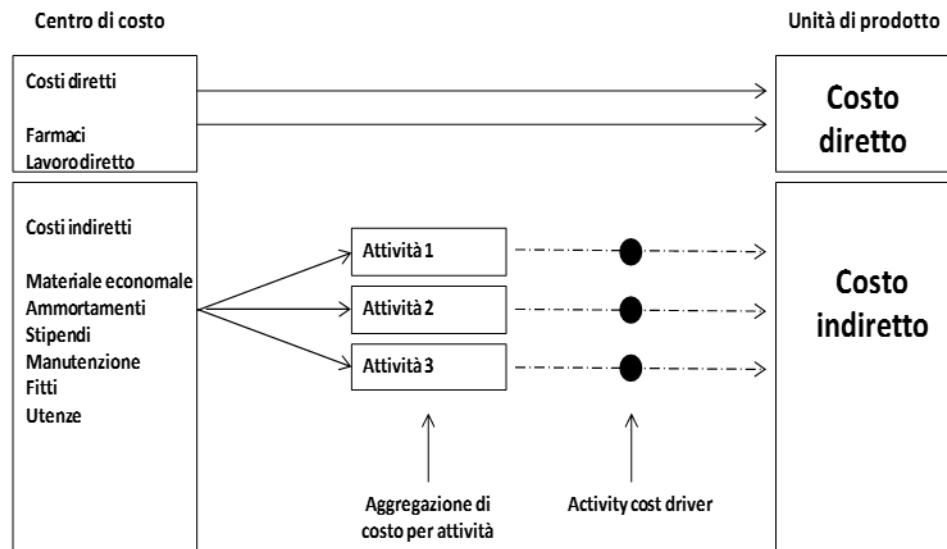 Centro di costo
Unità di prodotto
Costi diretti
Farmaci
Lavoro diretto
Costo
diretto
Costi indiretti
Materiale economale
Ammortamenti
Stipendi
Manutenzione
Fitti
Utenze
Attività 1
Attività 2
Attività 3
Costo
indiretto
Aggregazione di
costo per attività
Activity cost driver